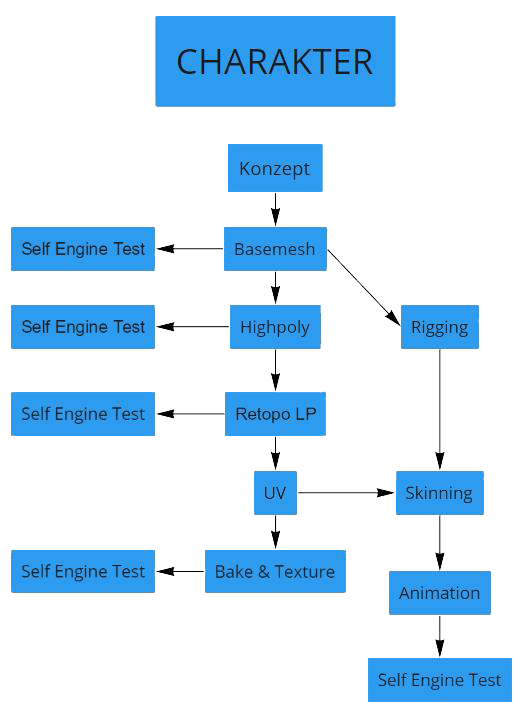 CHARAKTER
Konzept
Self Engine Test
Basemesh
Self Engine Test
Highpoly
Rigging
Self Engine Test
Retopo LP
UV
Skinning
Self Engine Test
Bake & Texture
Animation
Self Engine Test